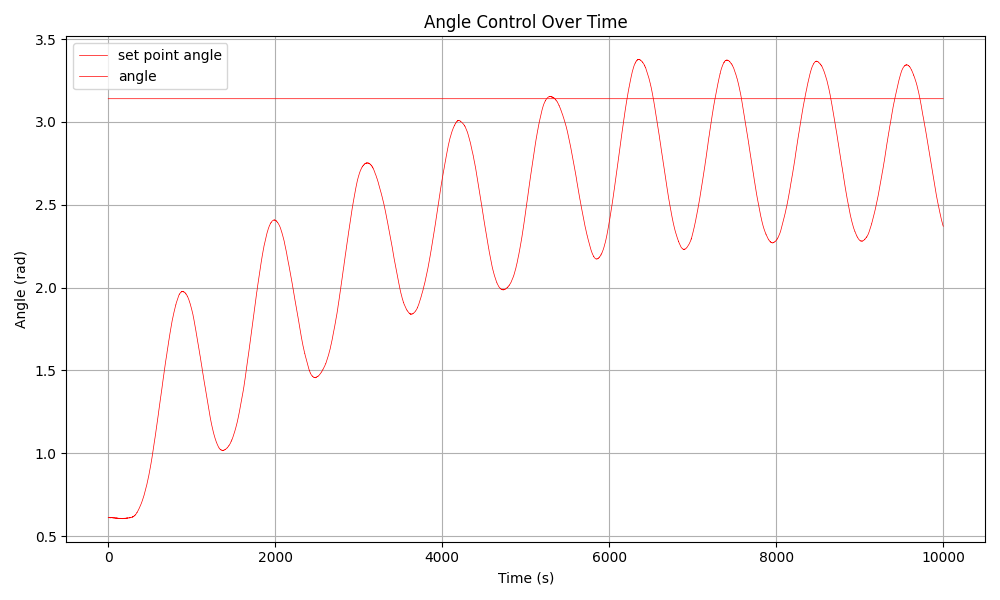 Angle Control Over Time
set point angle
angle
3.5
3.0
2.5
2.0
1.5
1.0
0.5
Angle (rad)
0
2000
4000
6000
8000
10000
Time (s)